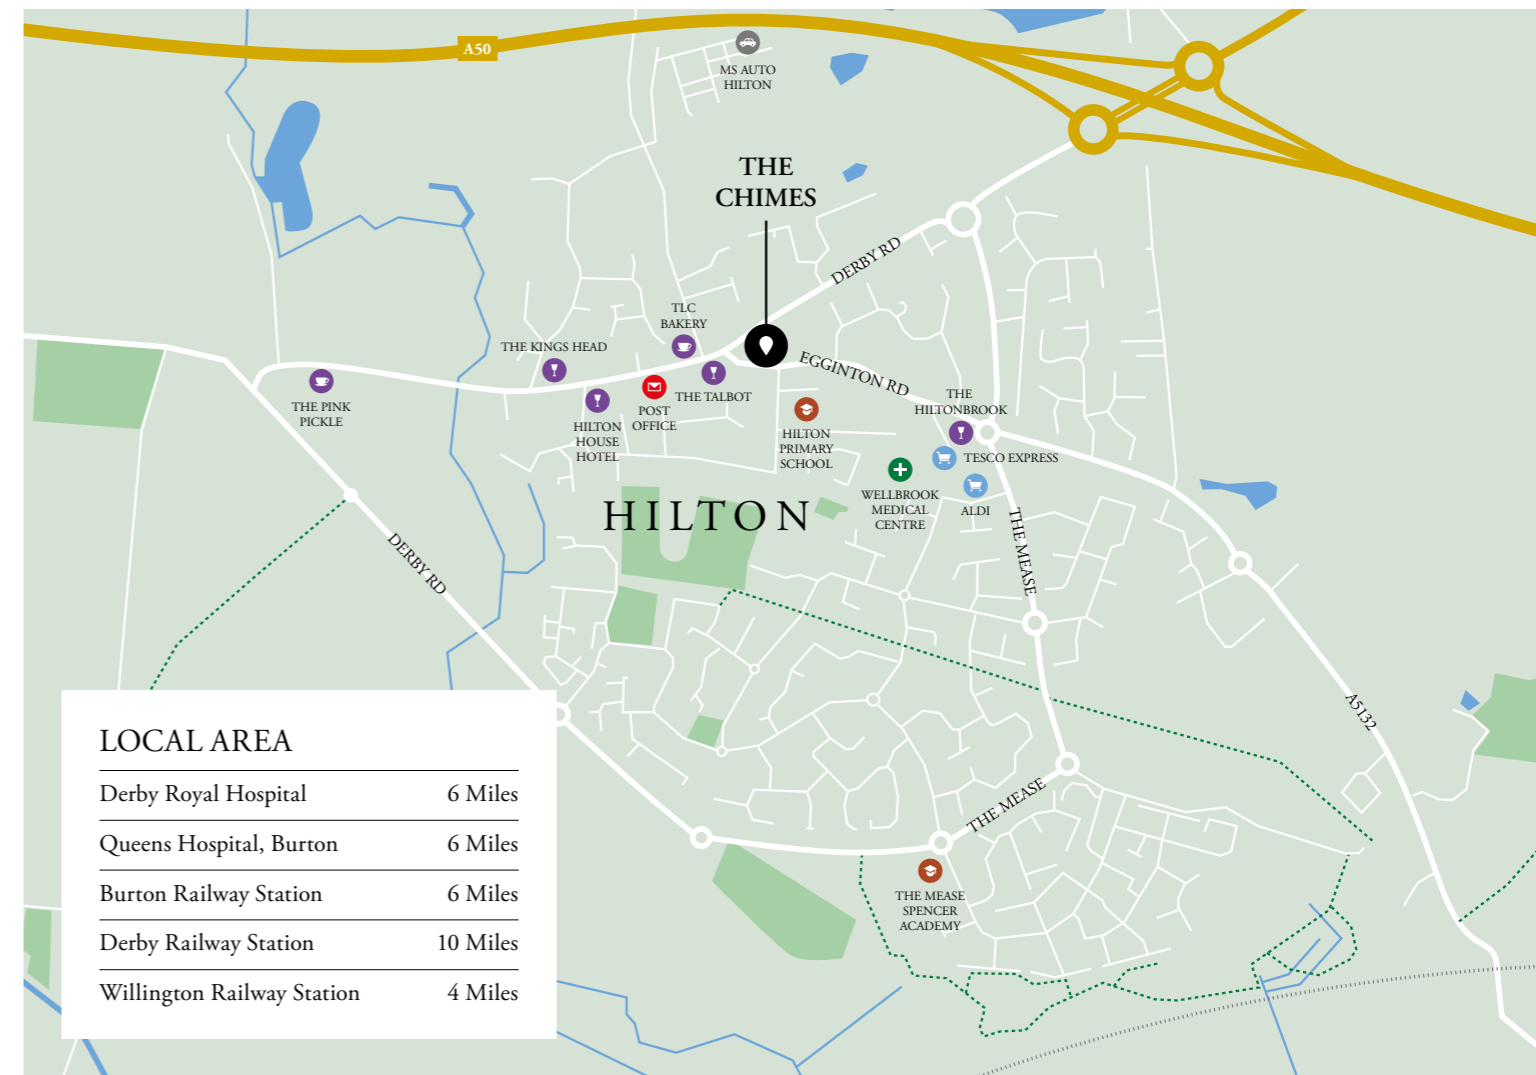 A50
MS AUTO
HILTON
THE
CHIMES
DERBY RD
TLC
BAKERY
THE KINGS HEAD
EGGINTON RD
THE PINK
PICKLE
HILTON
HOUSE
HOTEL
POST
OFFICE
THE TALBOT
HILTON
PRIMARY
SCHOOL
THE
HILTONBROOK
TESCO EXPRESS
WELLBROOK
MEDICAL
CENTRE
ALDI
HILTON
THE MEASE
DERBY RD
A5132
THE MEASE
THE MEASE
SPENCER
ACADEMY
LOCAL AREA
Derby Royal Hospital 6 Miles
Queens Hospital, Burton 6 Miles
Burton Railway Station 6 Miles
Derby Railway Station 10 Miles
Willington Railway Station 4 Miles